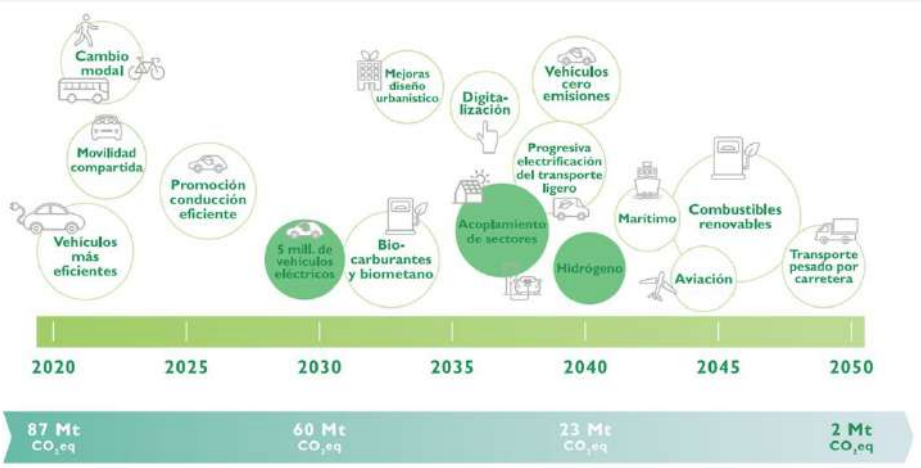 Cambio
modal
Movilidad
compartida
Vehículos
más
eficientes
Promoción
conducción
eficiente
5 mill. de
vehículos
eléctricos
Mejoras
diseño
urbanístico
Bio-
carburantes
y biometano
Digita-
lización
Acoplamiento
de sectores
Vehículos
cero
emisiones
Progresiva
electrificación
del transporte
ligero
Hidrógeno
Marítimo
Combustibles
renovables
Aviación
Transporte
pesado por
carretera
2020 2025 2030 2035 2040 2045 2050
87 Mt 60 Mt 23 Mt 2 Mt
CO₂eq CO₂eq CO₂eq CO₂eq